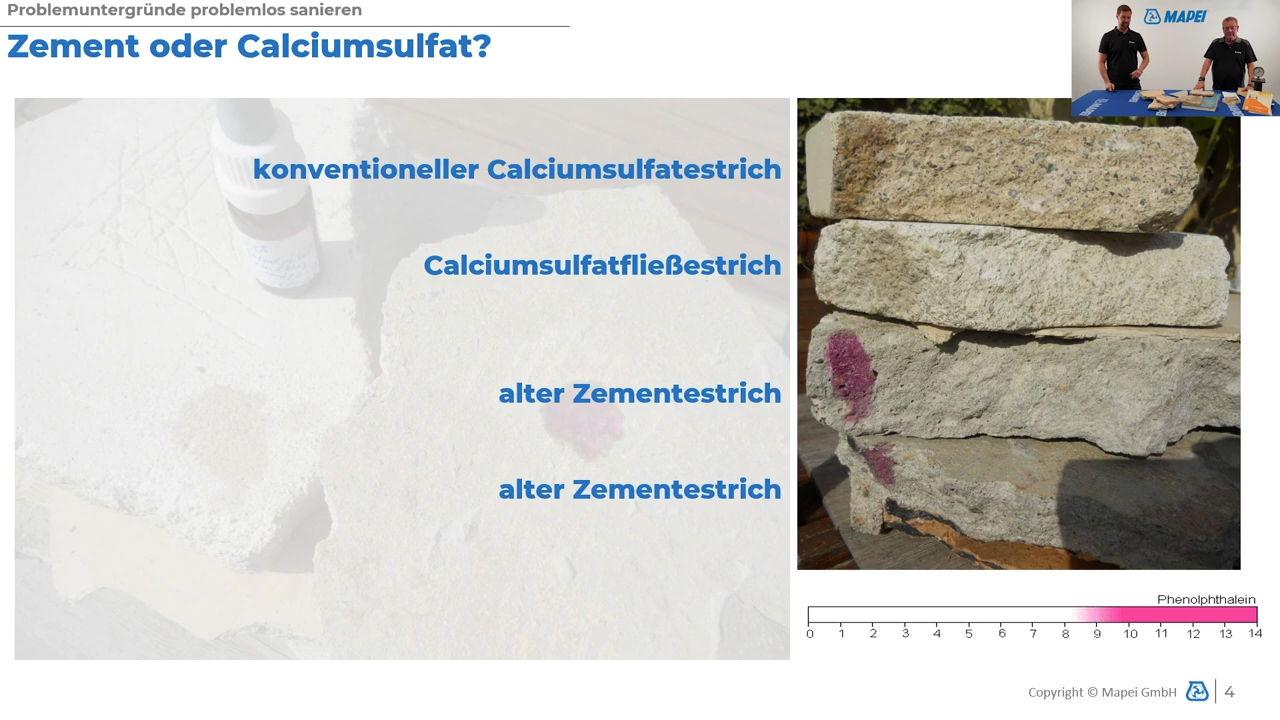 Problemuntergründe problemlos sanieren
Zement oder Calciumsulfat?
MAPEI
konventioneller Calciumsulfatestrich
Calciumsulfatfließestrich
alter Zementestrich
alter Zementestrich
Phenolphthalein
0 1 2 3 4 5 6 7 8 9 10 11 12 13 14
Copyright © Mapei GmbH
4